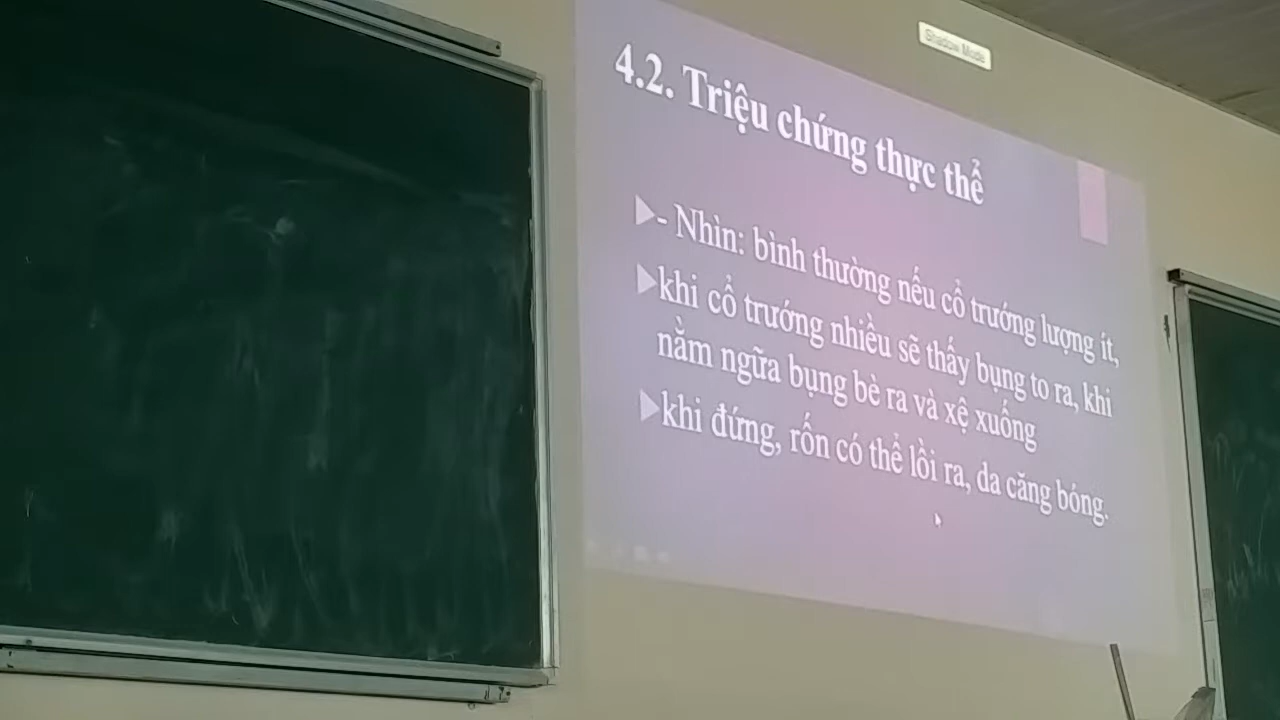 Shadow Mode
4.2. Triệu chứng thực thể
- Nhìn: bình thường nếu cổ trướng lượng ít,
khi cổ trướng nhiều sẽ thấy bụng to ra, khi
nằm ngữa bụng bè ra và xệ xuống
khi đứng, rốn có thể lồi ra, da căng bóng.